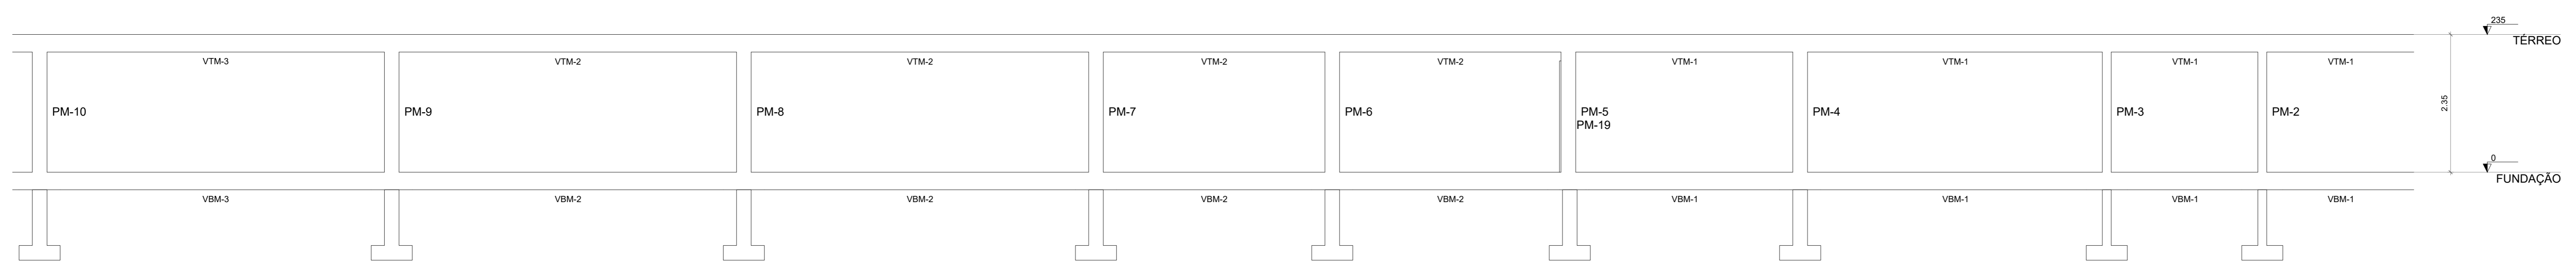 235
TÉRREO
VTM-3 VTM-2 VTM-2 VTM-2 VTM-2 VTM-1 VTM-1 VTM-1 VTM-1
2.35
PM-10 PM-9 PM-8 PM-7 PM-6 PM-5 PM-4 PM-3 PM-2
PM-19
0
FUNDAÇÃO
VBM-3 VBM-2 VBM-2 VBM-2 VBM-2 VBM-1 VBM-1 VBM-1 VBM-1